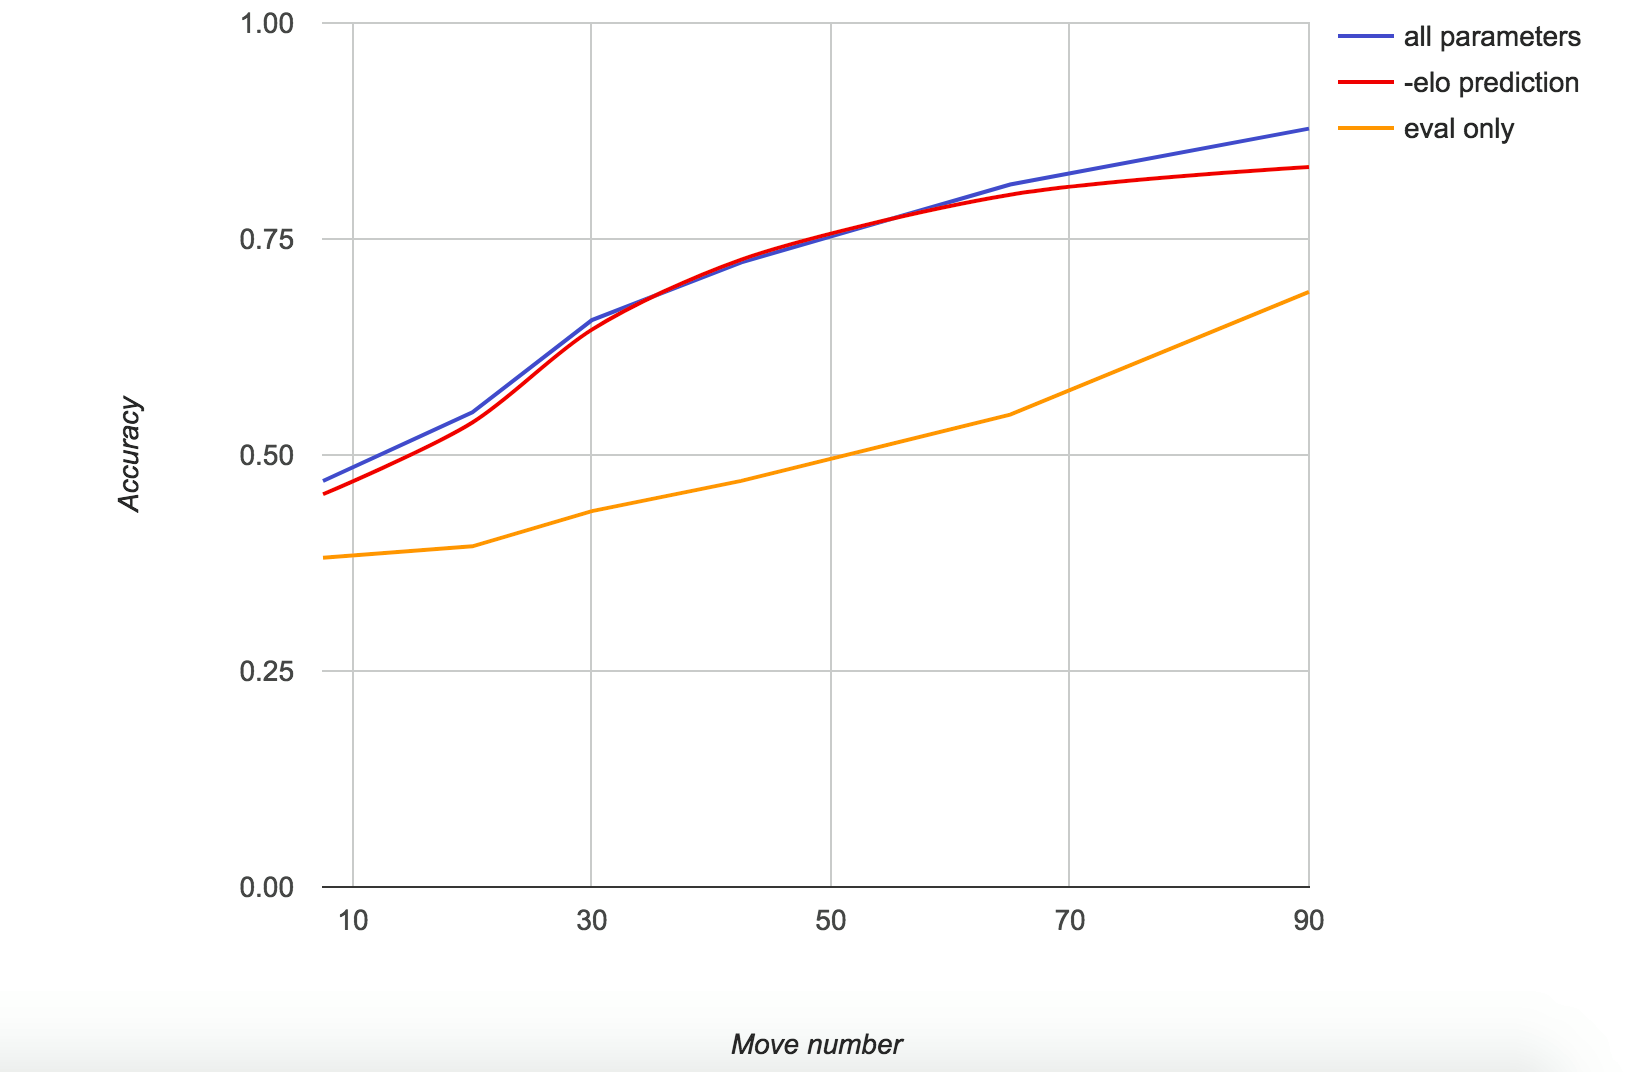 1.00
0.75
0.50
0.25
0.00
Accuracy
10 30 50 70 90
Move number
all parameters
-elo prediction
eval only